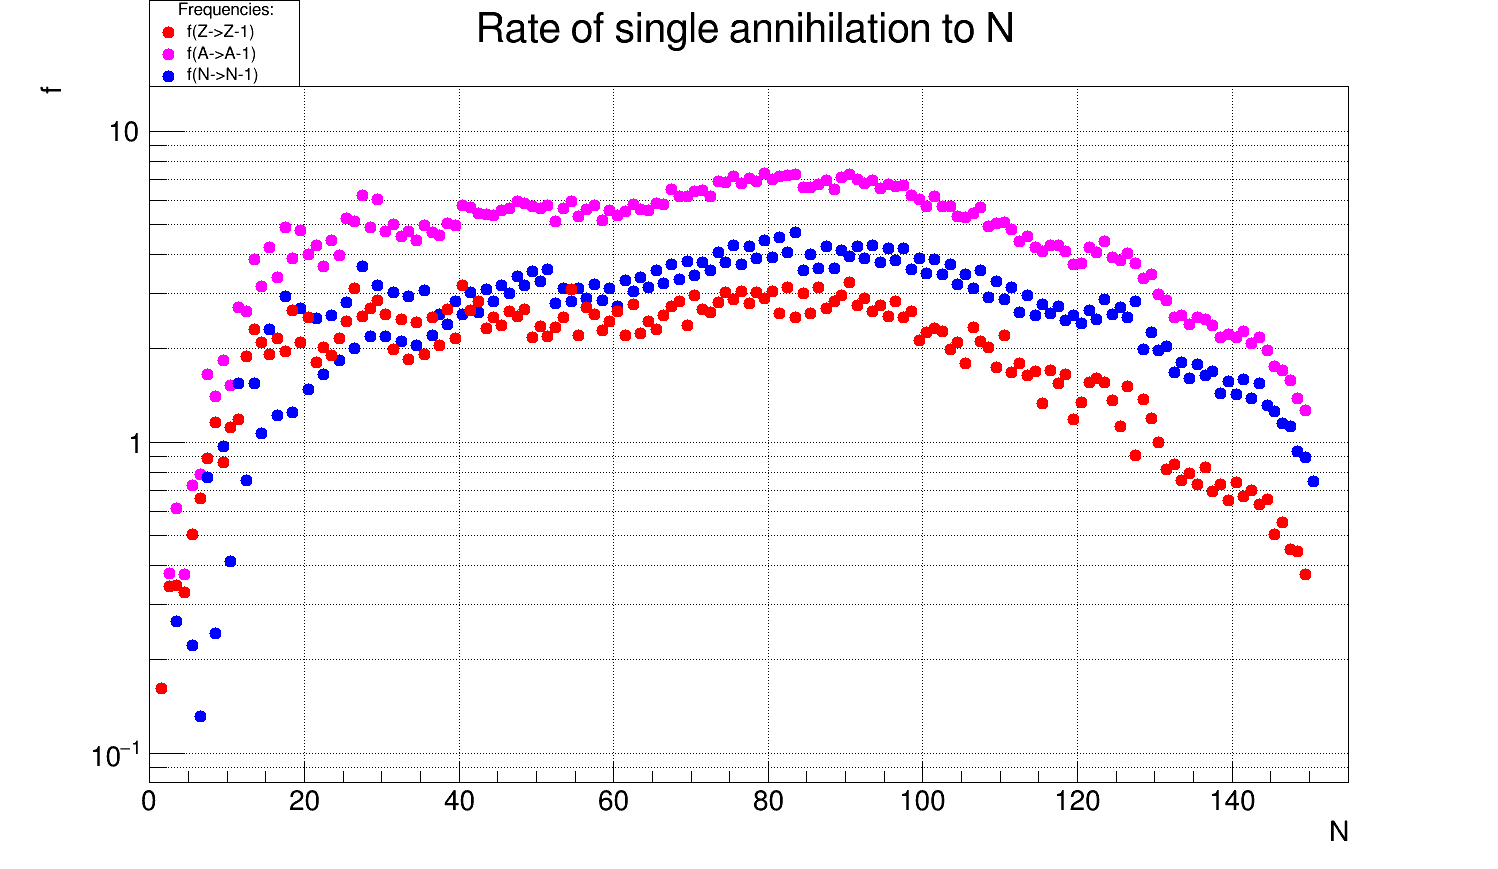 Frequencies:
f(Z->Z-1)
f(A->A-1)
f(N->N-1)
Rate of single annihilation to N
f
10
1
10⁻¹
0 20 40 60 80 100 120 140
N